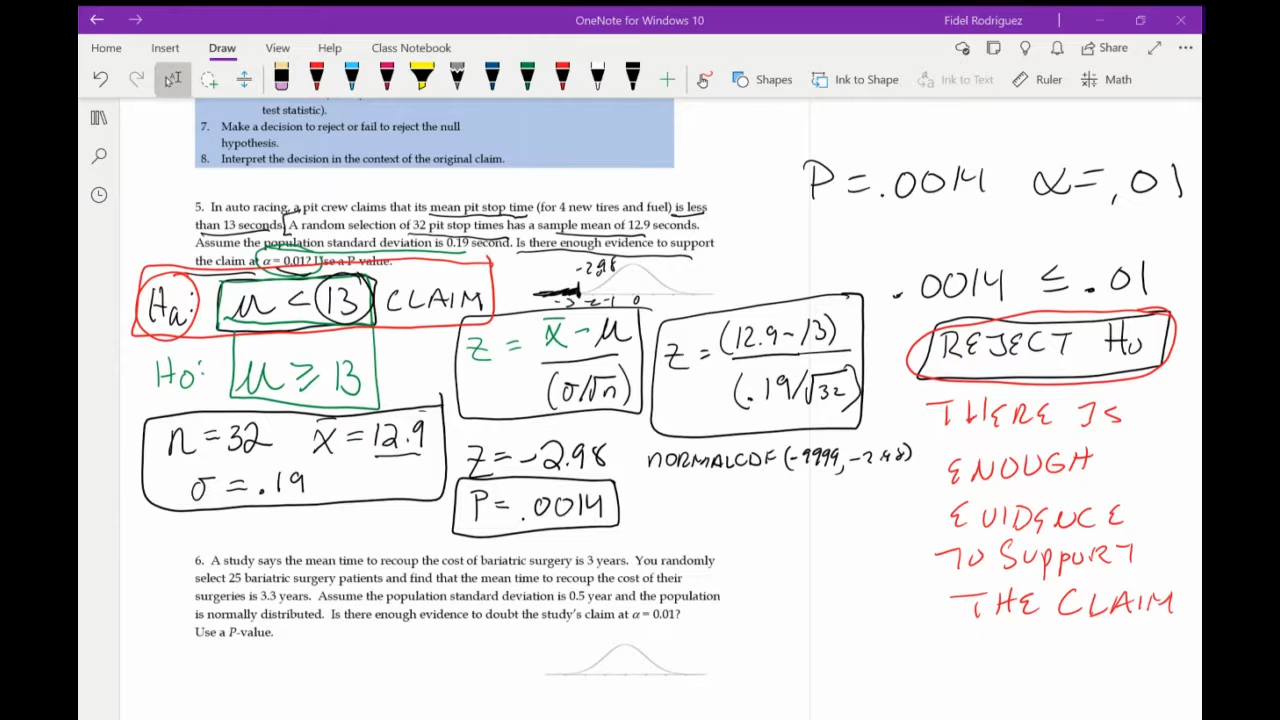 OneNote for Windows 10
Fidel Rodriguez
Home Insert Draw View Help Class Notebook Share
Shapes Ink to Shape Ink to Text Ruler Math
test statistic).
7. Make a decision to reject or fail to reject the null
hypothesis.
8. Interpret the decision in the context of the original claim.
5. In auto racing, a pit crew claims that its mean pit stop time (for 4 new tires and fuel) is less
than 13 seconds. A random selection of 32 pit stop times has a sample mean of 12.9 seconds.
Assume the population standard deviation is 0.19 second. Is there enough evidence to support
the claim at α = 0.01? Use a P-value.
-2.98
-3 -2 -1 0
Ha: μ < 13 CLAIM
Ho: μ ≥ 13
n = 32 x̄ = 12.9
σ = .19
z = x̄ - μ
(σ/√n)
z = (12.9 - 13)
(.19/√32)
z = -2.98
P = .0014
NORMALCDF (-9999, -2.98)
P = .0014 α = .01
.0014 ≤ .01
REJECT Ho
THERE IS
ENOUGH
EVIDENCE
TO SUPPORT
THE CLAIM
6. A study says the mean time to recoup the cost of bariatric surgery is 3 years. You randomly
select 25 bariatric surgery patients and find that the mean time to recoup the cost of their
surgeries is 3.3 years. Assume the population standard deviation is 0.5 year and the population
is normally distributed. Is there enough evidence to doubt the study's claim at α = 0.01?
Use a P-value.